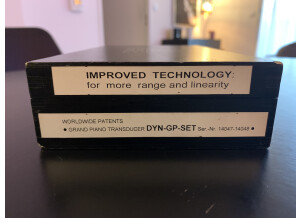 IMPROVED TECHNOLOGY:
for more range and linearity
WORLDWIDE PATENTS
• GRAND PIANO TRANSDUCER DYN-GP-SET Ser.-Nr. 14047-14048 •